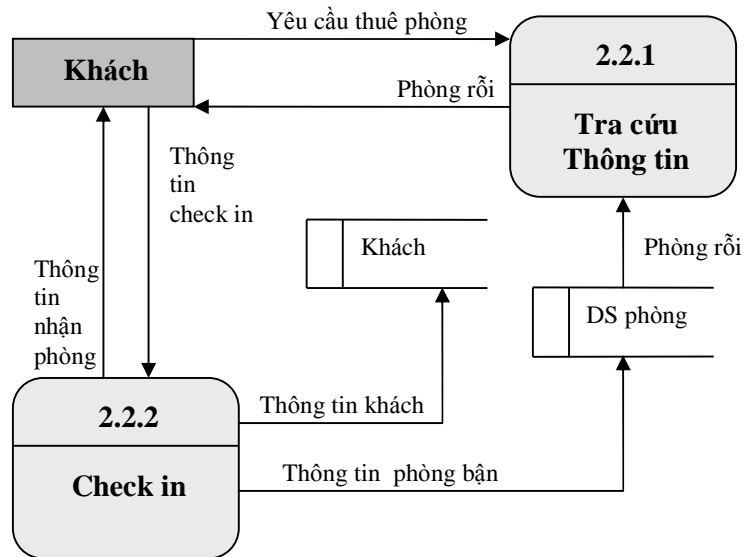 Yêu cầu thuê phòng
2.2.1
Khách
Phòng rỗi
Tra cứu
Thông tin
Thông
tin
check in
Khách
Phòng rỗi
Thông
tin
nhận
phòng
DS phòng
2.2.2
Thông tin khách
Check in
Thông tin phòng bận